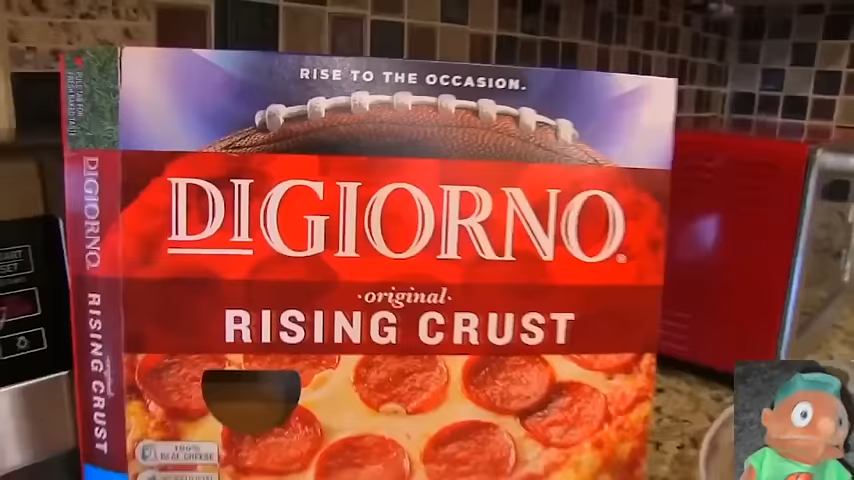 RISE TO THE OCCASION.
DIGIORNO®
·original·
RISING CRUST
DIGIORNO
RISING CRUST
100%
REAL CHEESE